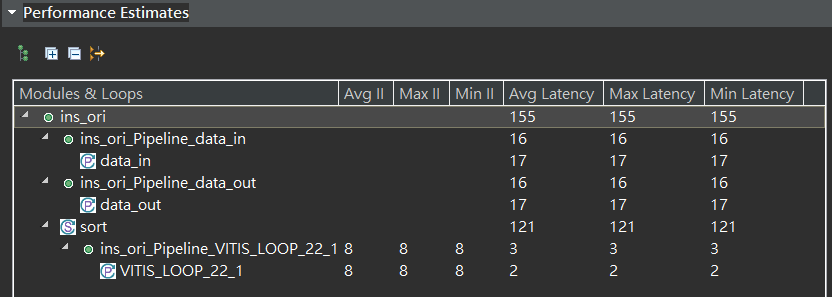 Performance Estimates
Modules & Loops Avg II Max II Min II Avg Latency Max Latency Min Latency
ins_ori 155 155 155
ins_ori_Pipeline_data_in 16 16 16
P data_in 17 17 17
ins_ori_Pipeline_data_out 16 16 16
P data_out 17 17 17
S sort 121 121 121
ins_ori_Pipeline_VITIS_LOOP_22_1 8 8 8 3 3 3
P VITIS_LOOP_22_1 8 8 8 2 2 2